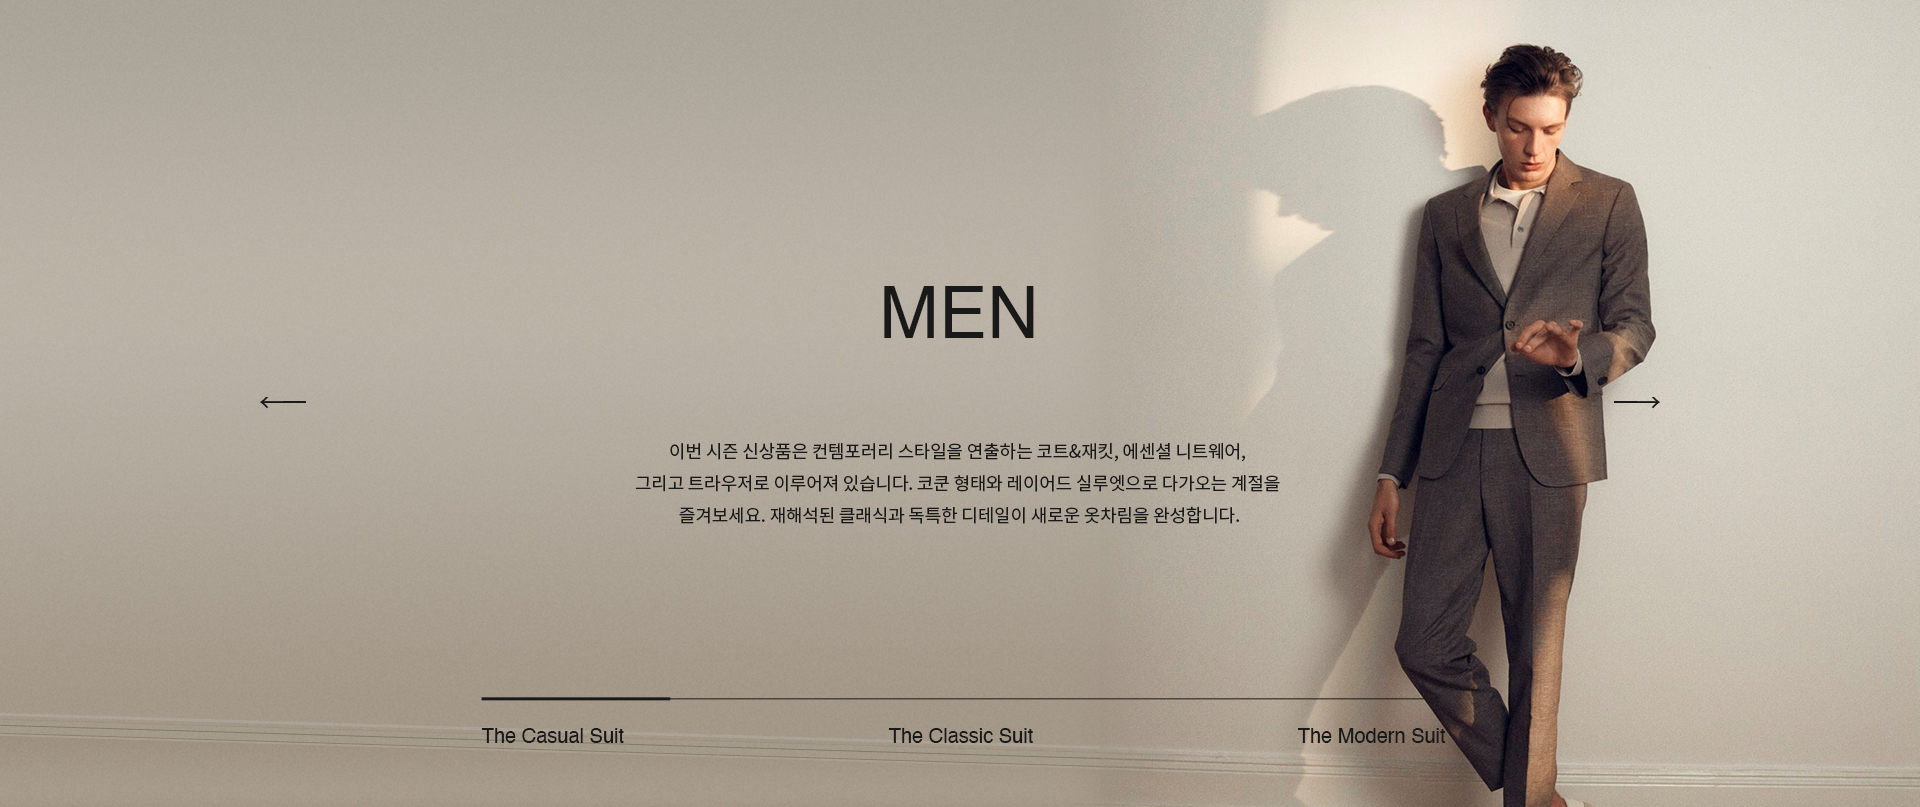 MEN
이번 시즌 신상품은 컨템포러리 스타일을 연출하는 코트&재킷, 에센셜 니트웨어,
그리고 트라우저로 이루어져 있습니다. 코쿤 형태와 레이어드 실루엣으로 다가오는 계절을
즐겨보세요. 재해석된 클래식과 독특한 디테일이 새로운 옷차림을 완성합니다.
The Casual Suit
The Classic Suit
The Modern Suit